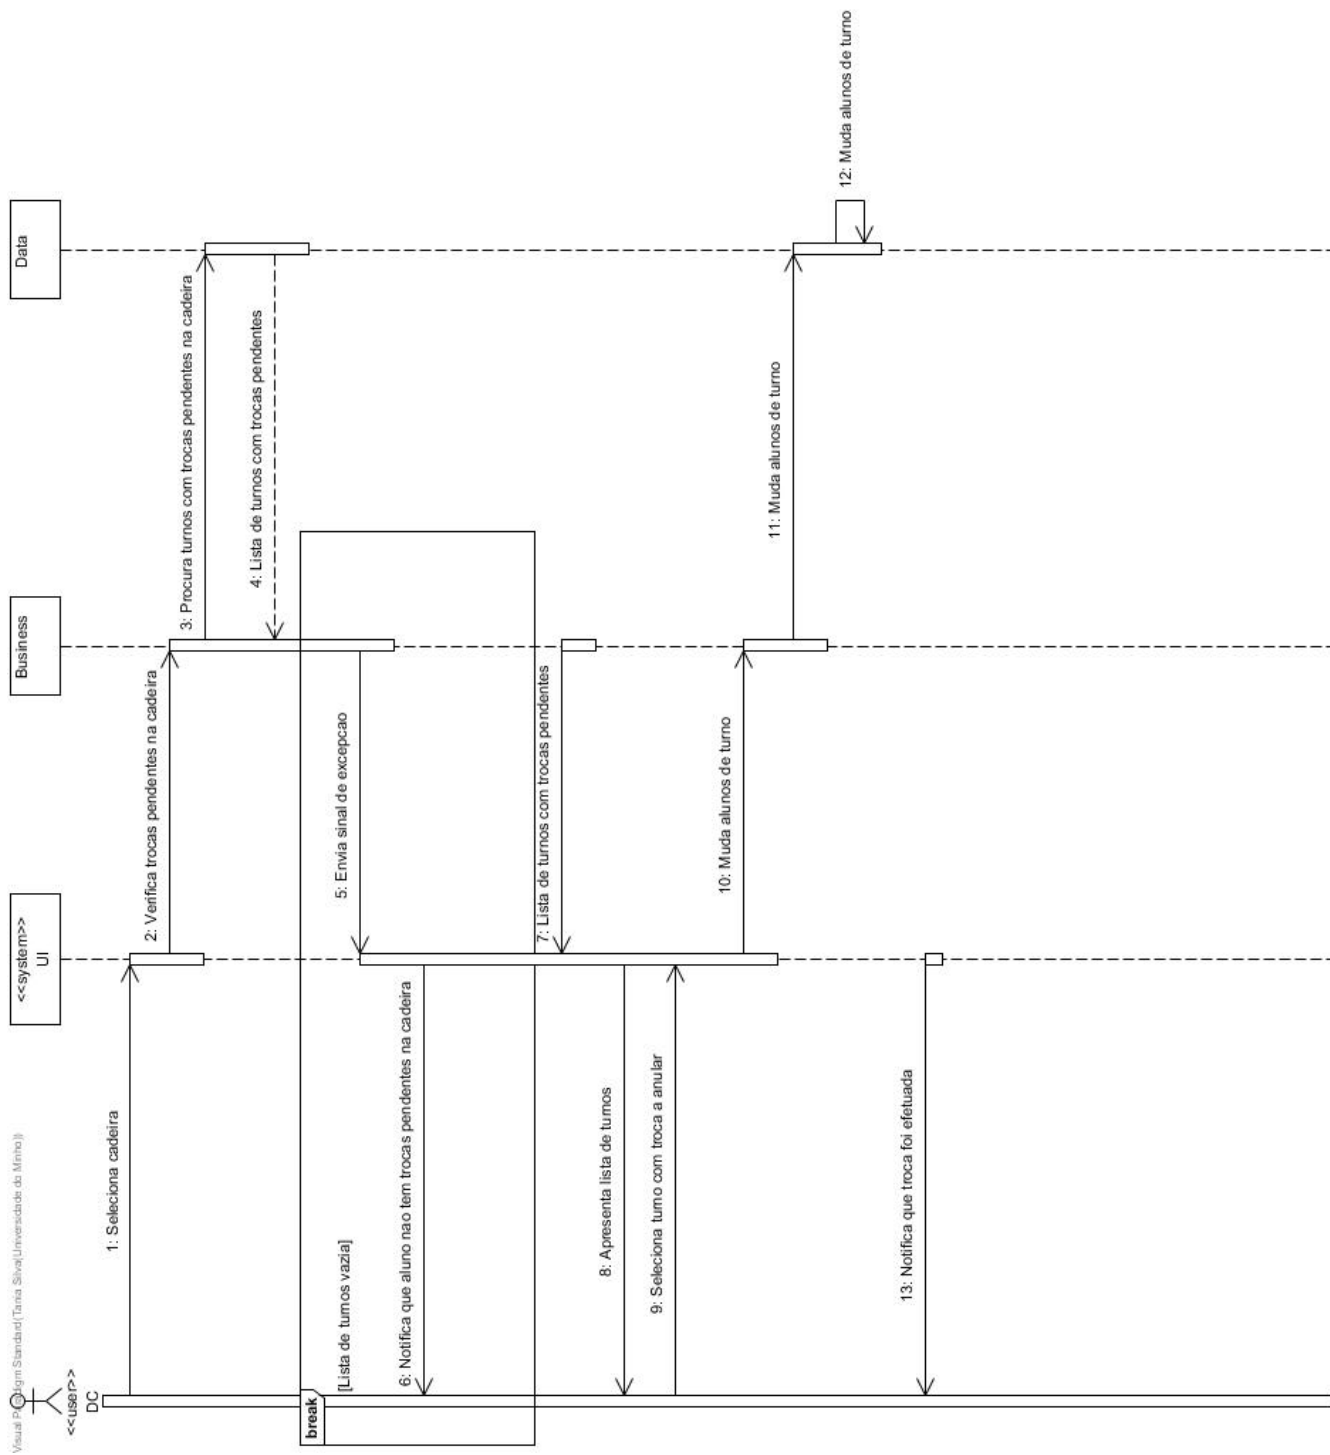 Visual Paradigm Standard(Tania Silva(Universidade do Minho))
<<user>>
DC
<<system>>
UI
Business
Data
1: Seleciona cadeira
2: Verifica trocas pendentes na cadeira
3: Procura turnos com trocas pendentes na cadeira
4: Lista de turnos com trocas pendentes
break
[Lista de turnos vazia]
5: Envia sinal de excepcao
6: Notifica que aluno nao tem trocas pendentes na cadeira
7: Lista de turnos com trocas pendentes
8: Apresenta lista de turnos
9: Seleciona turno com troca a anular
10: Muda alunos de turno
11: Muda alunos de turno
12: Muda alunos de turno
13: Notifica que troca foi efetuada